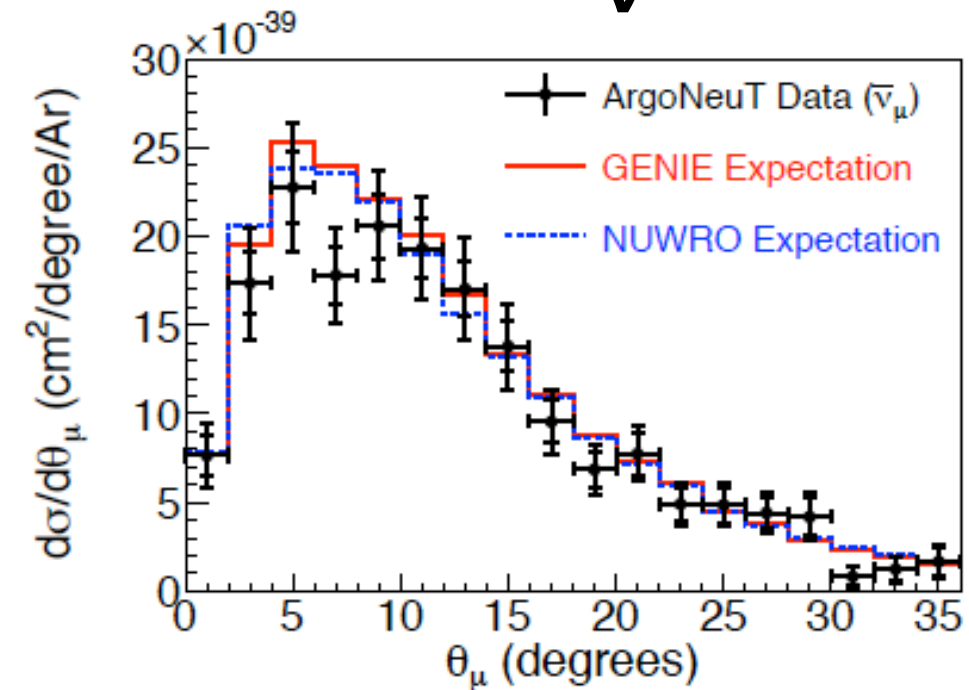 ×10⁻³⁹
30
25
20
15
10
5
0
dσ/dθμ (cm²/degree/Ar)
ArgoNeuT Data (ν̅μ)
GENIE Expectation
NUWRO Expectation
0 5 10 15 20 25 30 35
θμ (degrees)